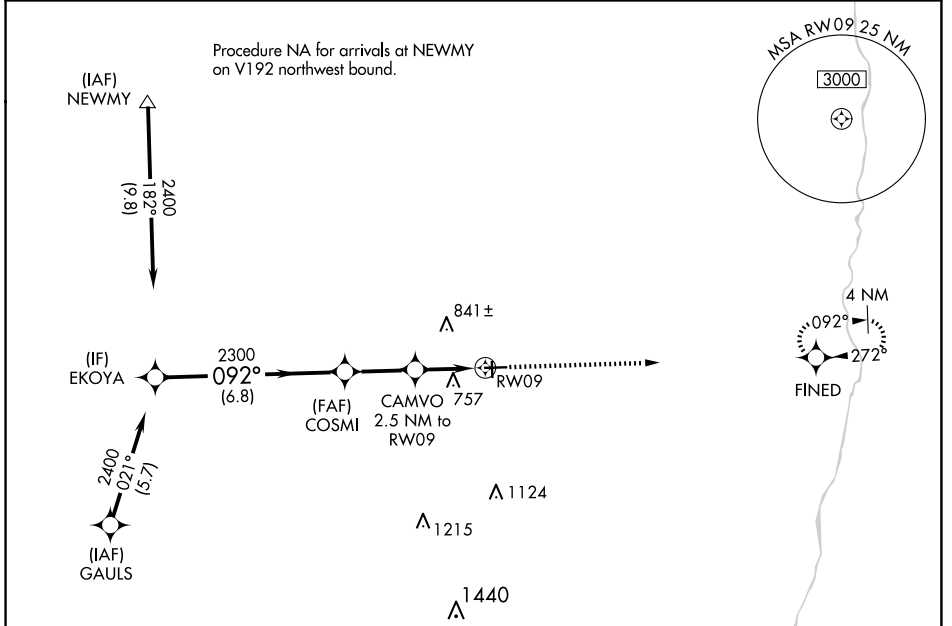 Procedure NA for arrivals at NEWMY
on V192 northwest bound.
MSA RW09 25 NM
3000
(IAF)
NEWMY
2400
182°
(9.8)
841±
4 NM
092°
272°
FINED
(IF)
EKOYA
2300
092°
(6.8)
(FAF)
COSMI
CAMVO
2.5 NM to
RW09
757
RW09
2400
021°
(5.7)
(IAF)
GAULS
1124
1215
1440